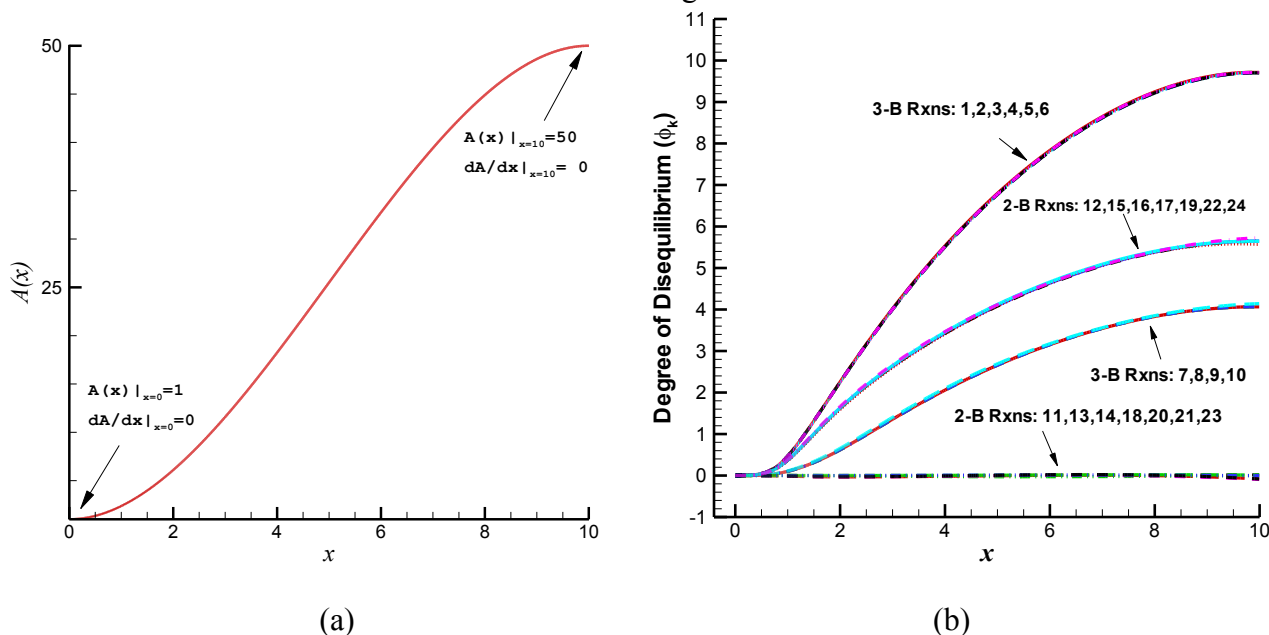 50
25
A(x)
A(x)|x=10=50
dA/dx|x=10= 0
A(x)|x=0=1
dA/dx|x=0=0
0 2 4 6 8 10
x
(a)
11
10
9
8
7
6
5
4
3
2
1
0
-1
Degree of Disequilibrium (ϕk)
3-B Rxns: 1,2,3,4,5,6
2-B Rxns: 12,15,16,17,19,22,24
3-B Rxns: 7,8,9,10
2-B Rxns: 11,13,14,18,20,21,23
0 2 4 6 8 10
x
(b)